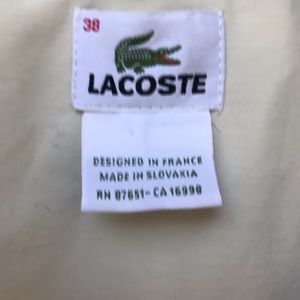 38
LACOSTE
DESIGNED IN FRANCE
MADE IN SLOVAKIA
RN 87651-CA 16998